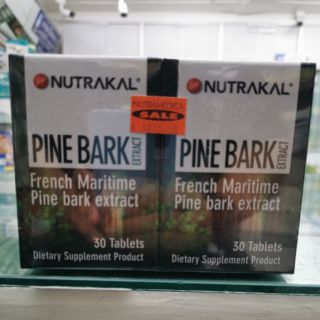 NUTRAKAL®
PINE BARK EXTRACT
French Maritime
Pine bark extract
30 Tablets
Dietary Supplement Product
NUTRAMEDICA
SALE
NUTRAKAL®
PINE BARK EXTRACT
French Maritime
Pine bark extract
30 Tablets
Dietary Supplement Product